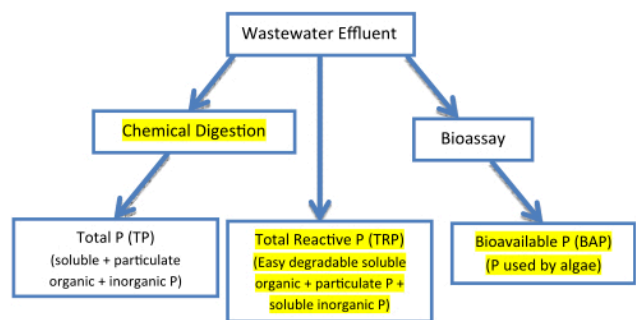 Wastewater Effluent
Chemical Digestion
Bioassay
Total P (TP)
(soluble + particulate
organic + inorganic P)
Total Reactive P (TRP)
(Easy degradable soluble
organic + particulate P +
soluble inorganic P)
Bioavailable P (BAP)
(P used by algae)